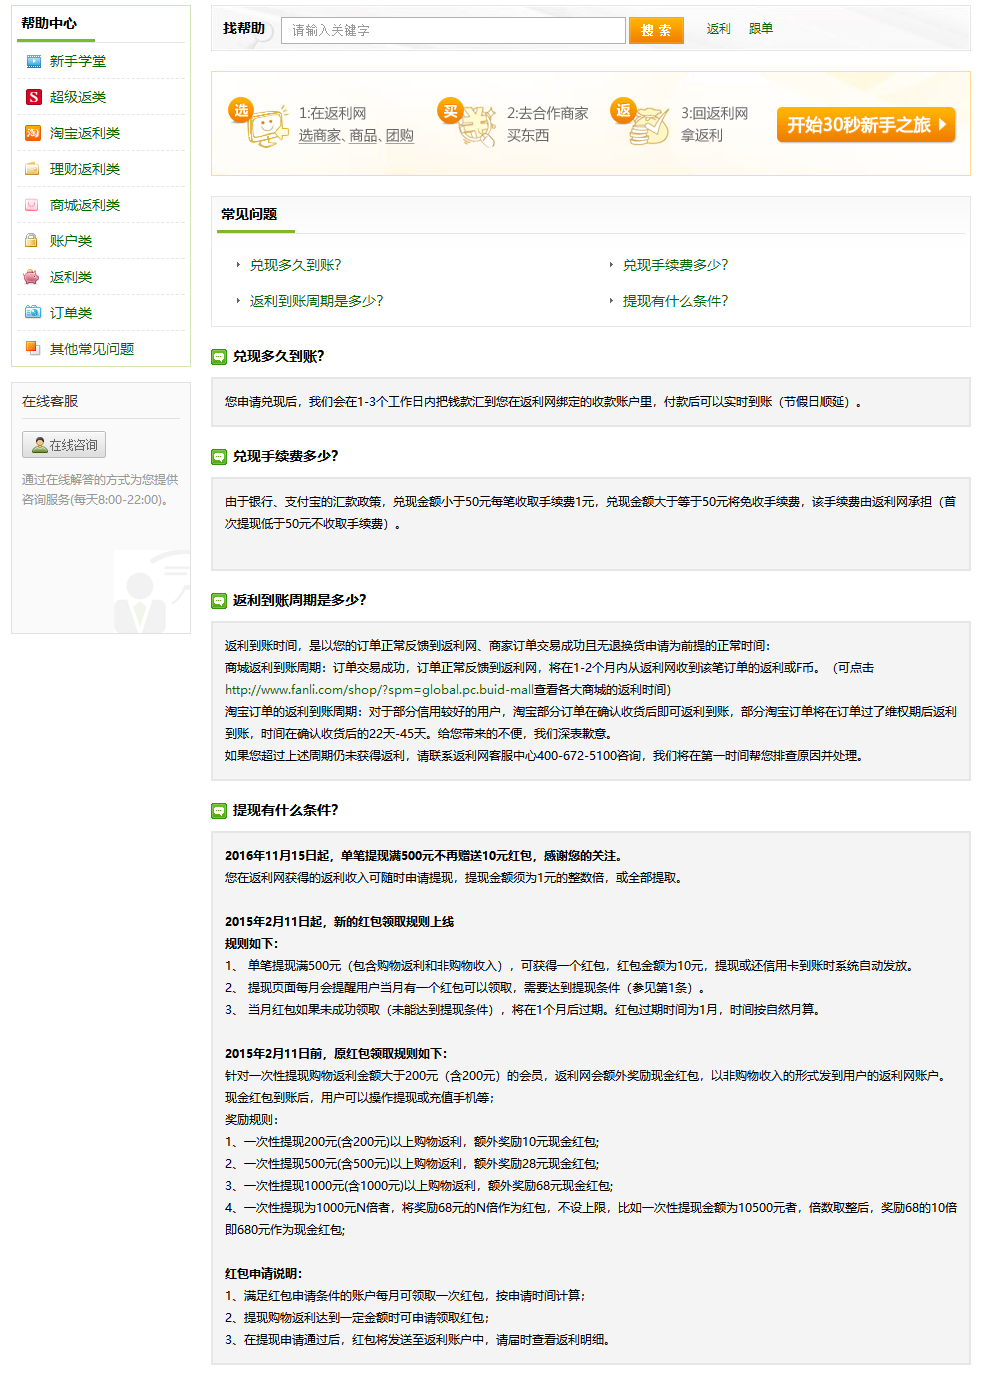 帮助中心
新手学堂
超级返类
淘宝返利类
理财返利类
商城返利类
账户类
返利类
订单类
其他常见问题
在线客服
在线咨询
通过在线解答的方式为您提供
咨询服务(每天8:00-22:00)。
找帮助 请输入关键字 搜 索 返利 跟单
选 1:在返利网
选商家、商品、团购
买 2:去合作商家
买东西
返 3:回返利网
拿返利
开始30秒新手之旅
常见问题
兑现多久到账? 兑现手续费多少?
返利到账周期是多少? 提现有什么条件?
兑现多久到账?
您申请兑现后，我们会在1-3个工作日内把钱款汇到您在返利网绑定的收款账户里，付款后可以实时到账（节假日顺延）。
兑现手续费多少?
由于银行、支付宝的汇款政策，兑现金额小于50元每笔收取手续费1元，兑现金额大于等于50元将免收手续费，该手续费由返利网承担（首
次提现低于50元不收取手续费）。
返利到账周期是多少?
返利到账时间，是以您的订单正常反馈到返利网、商家订单交易成功且无退换货申请为前提的正常时间：
商城返利到账周期：订单交易成功，订单正常反馈到返利网，将在1-2个月内从返利网收到该笔订单的返利或F币。（可点击
http://www.fanli.com/shop/?spm=global.pc.buid-mall查看各大商城的返利时间）
淘宝订单的返利到账周期：对于部分信用较好的用户，淘宝部分订单在确认收货后即可返利到账，部分淘宝订单将在订单过了维权期后返利
到账，时间在确认收货后的22天-45天。给您带来的不便，我们深表歉意。
如果您超过上述周期仍未获得返利，请联系返利网客服中心400-672-5100咨询，我们将在第一时间帮您排查原因并处理。
提现有什么条件?
2016年11月15日起，单笔提现满500元不再赠送10元红包，感谢您的关注。
您在返利网获得的返利收入可随时申请提现，提现金额须为1元的整数倍，或全部提取。
2015年2月11日起，新的红包领取规则上线
规则如下：
1、 单笔提现满500元（包含购物返利和非购物收入），可获得一个红包，红包金额为10元，提现或还信用卡到账时系统自动发放。
2、 提现页面每月会提醒用户当月有一个红包可以领取，需要达到提现条件（参见第1条）。
3、 当月红包如果未成功领取（未能达到提现条件），将在1个月后过期。红包过期时间为1月，时间按自然月算。
2015年2月11日前，原红包领取规则如下：
针对一次性提现购物返利金额大于200元（含200元）的会员，返利网会额外奖励现金红包，以非购物收入的形式发到用户的返利网账户。
现金红包到账后，用户可以操作提现或充值手机等；
奖励规则：
1、一次性提现200元(含200元)以上购物返利，额外奖励10元现金红包;
2、一次性提现500元(含500元)以上购物返利，额外奖励28元现金红包;
3、一次性提现1000元(含1000元)以上购物返利，额外奖励68元现金红包;
4、一次性提现为1000元N倍者，将奖励68元的N倍作为红包，不设上限，比如一次性提现金额为10500元者，倍数取整后，奖励68的10倍
即680元作为现金红包;
红包申请说明：
1、满足红包申请条件的账户每月可领取一次红包，按申请时间计算；
2、提现购物返利达到一定金额时可申请领取红包；
3、在提现申请通过后，红包将发送至返利账户中，请届时查看返利明细。